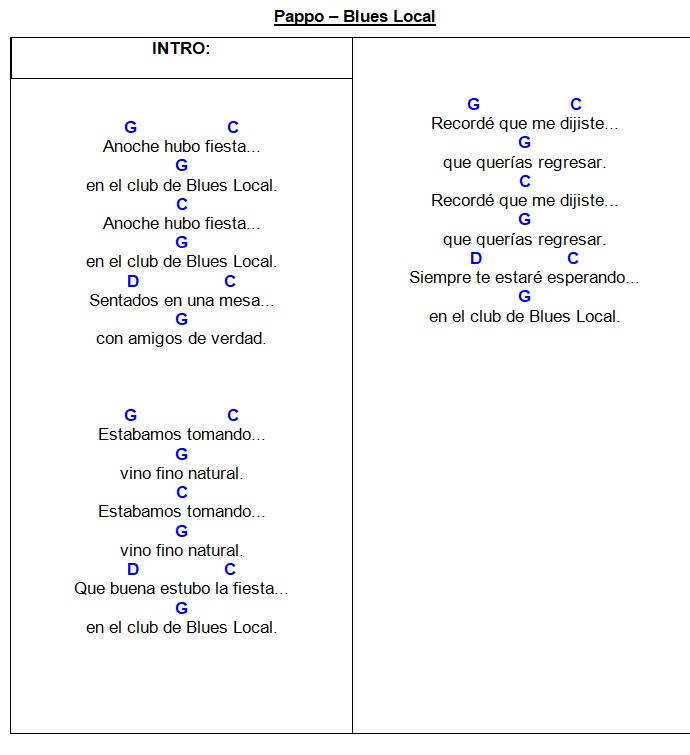 Pappo – Blues Local
INTRO:
G C
Anoche hubo fiesta...
G
en el club de Blues Local.
C
Anoche hubo fiesta...
G
en el club de Blues Local.
D C
Sentados en una mesa...
G
con amigos de verdad.
G C
Estabamos tomando...
G
vino fino natural.
C
Estabamos tomando...
G
vino fino natural.
D C
Que buena estubo la fiesta...
G
en el club de Blues Local.
G C
Recordé que me dijiste...
G
que querías regresar.
C
Recordé que me dijiste...
G
que querías regresar.
D C
Siempre te estaré esperando...
G
en el club de Blues Local.